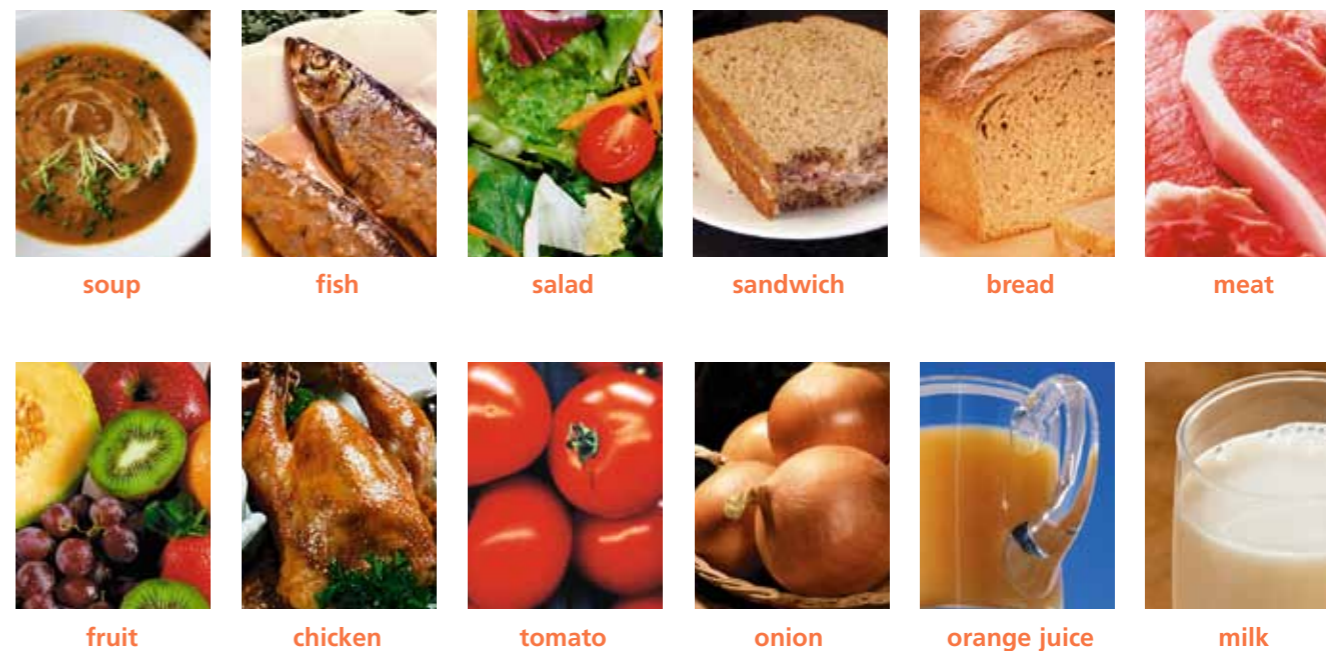 soup fish salad sandwich bread meat
fruit chicken tomato onion orange juice milk